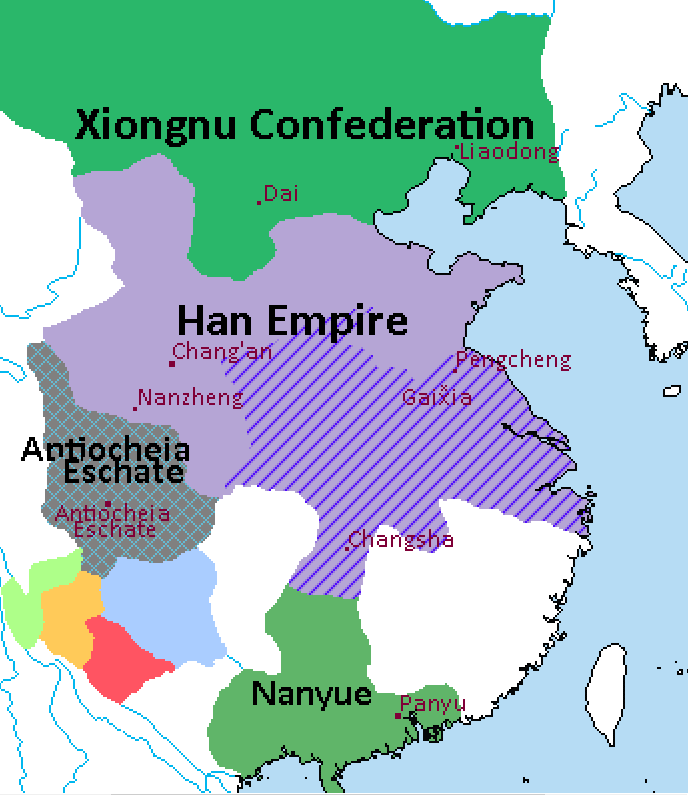 Xiongnu Confederation
Liaodong
Dai
Han Empire
Chang'an
Pengcheng
Nanzheng
Gaixia
Antiocheia
Eschate
Antiocheia
Eschate
Changsha
Nanyue
Panyu